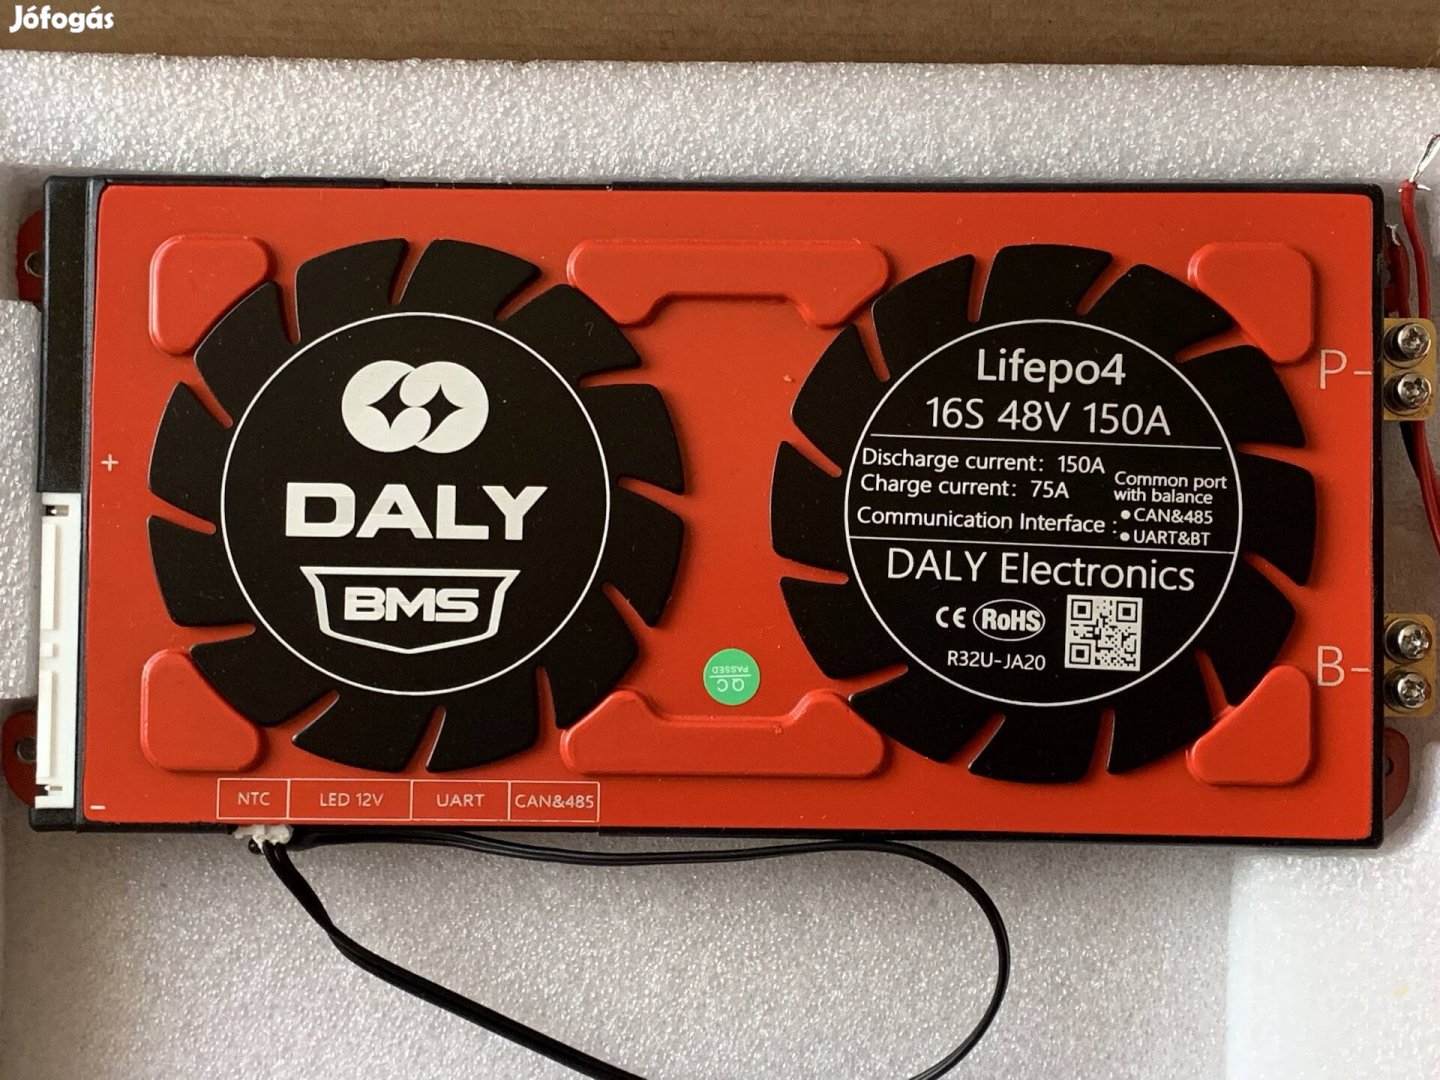 Jófogás
DALY
BMS
Lifepo4
16S 48V 150A
Discharge current: 150A
Charge current: 75A
Common port
with balance
Communication Interface :
•CAN&485
•UART&BT
DALY Electronics
CE RoHS
R32U-JA20
P-
B-
+
-
QC
PASSED
NTC LED 12V UART CAN&485